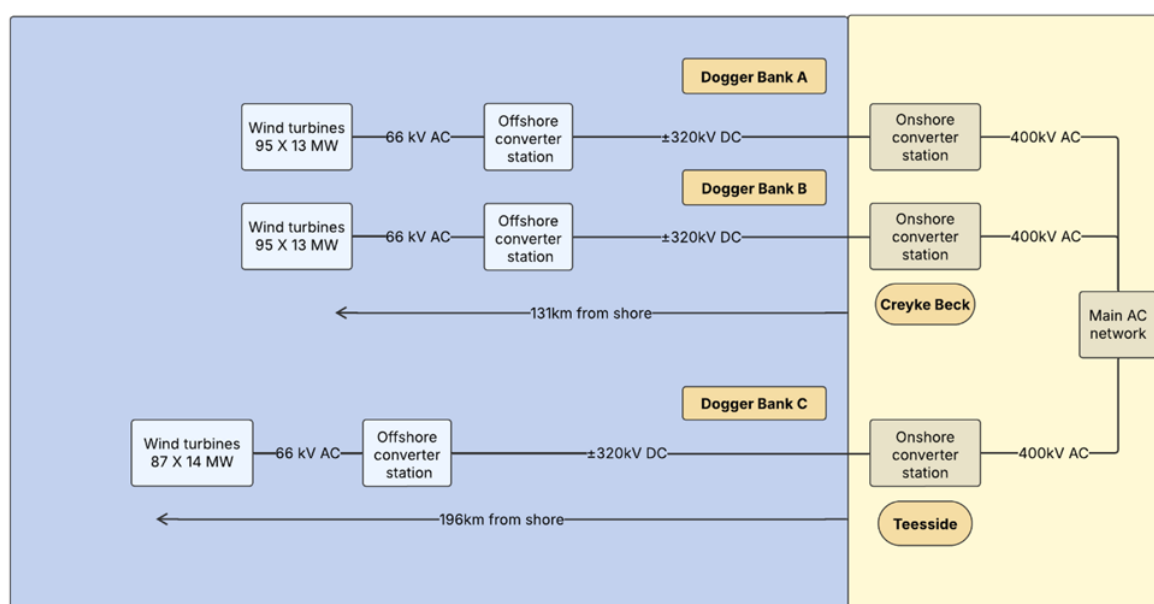 Dogger Bank A
Wind turbines
95 X 13 MW
66 kV AC
Offshore
converter
station
±320kV DC
Onshore
converter
station
400kV AC
Dogger Bank B
Wind turbines
95 X 13 MW
66 kV AC
Offshore
converter
station
±320kV DC
Onshore
converter
station
400kV AC
Creyke Beck
131km from shore
Main AC
network
Dogger Bank C
Wind turbines
87 X 14 MW
66 kV AC
Offshore
converter
station
±320kV DC
Onshore
converter
station
400kV AC
196km from shore
Teesside